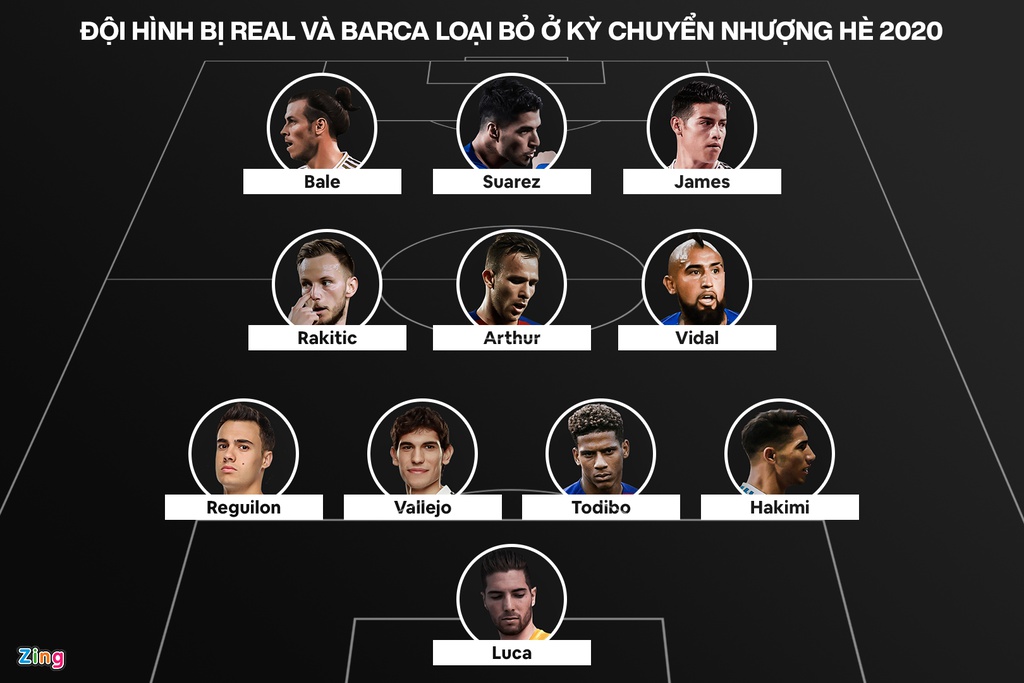 ĐỘI HÌNH BỊ REAL VÀ BARCA LOẠI BỎ Ở KỲ CHUYỂN NHƯỢNG HÈ 2020
Bale
Suarez
James
Rakitic
Arthur
Vidal
Reguilon
Vallejo
Todibo
Hakimi
Luca
Zing